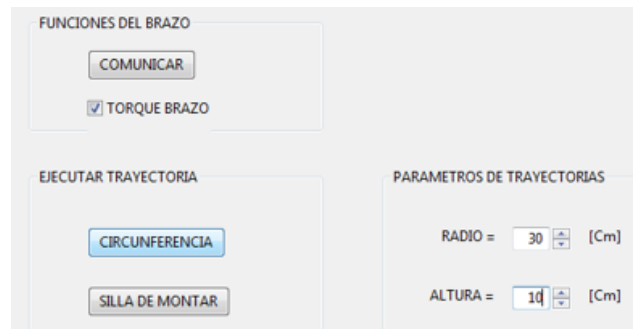 FUNCIONES DEL BRAZO
COMUNICAR
TORQUE BRAZO
EJECUTAR TRAYECTORIA
CIRCUNFERENCIA
SILLA DE MONTAR
PARAMETROS DE TRAYECTORIAS
RADIO = 30 [Cm]
ALTURA = 10 [Cm]